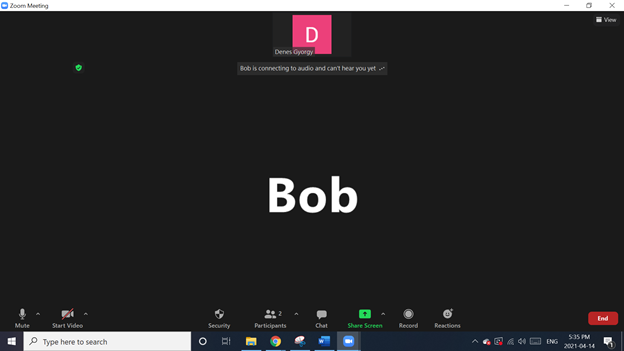 Zoom Meeting
View
D
Denes Gyorgy
Bob is connecting to audio and can't hear you yet
Bob
Mute
Start Video
Security
Participants
2
Chat
Share Screen
Record
Reactions
End
Type here to search
ENG
5:35 PM
2021-04-14
1